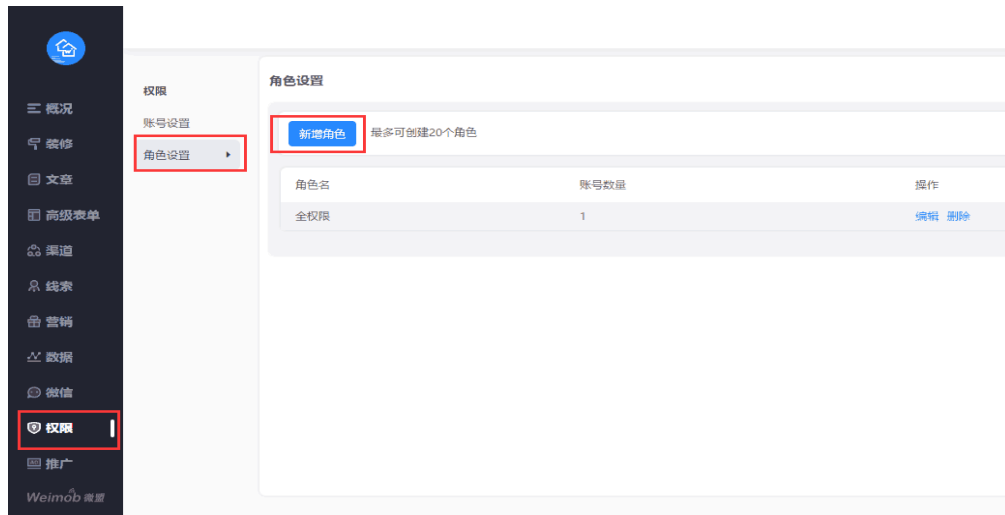 概况
装修
文章
高级表单
渠道
线索
营销
数据
微信
权限
推广
Weimob 微盟
权限
账号设置
角色设置
角色设置
新增角色 最多可创建20个角色
角色名 账号数量 操作
全权限 1 编辑 删除